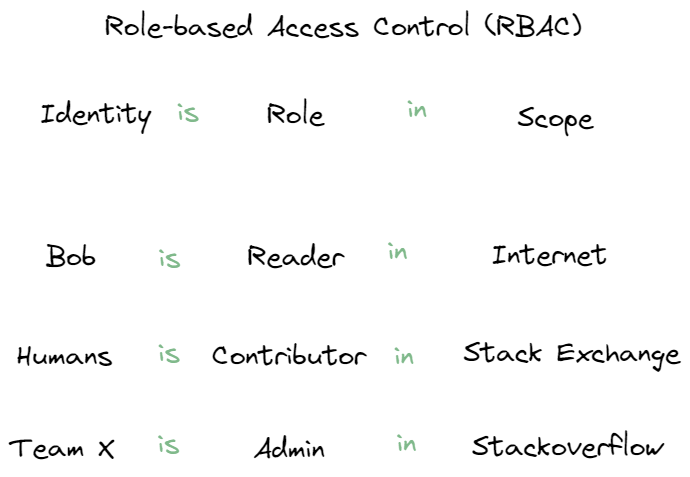 Role-based Access Control (RBAC)
Identity is Role in Scope
Bob is Reader in Internet
Humans is Contributor in Stack Exchange
Team X is Admin in Stackoverflow